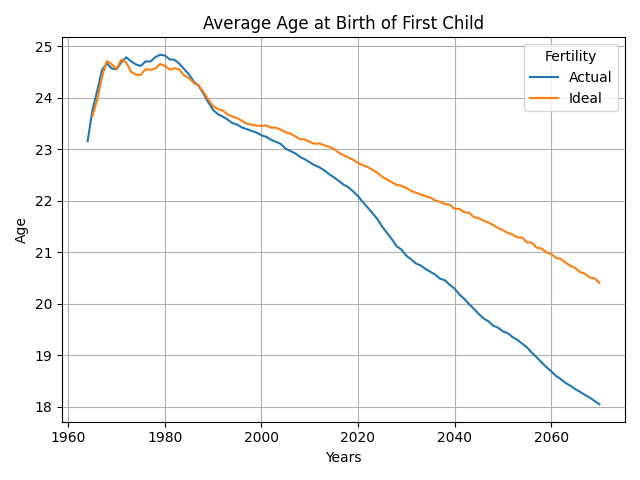 Average Age at Birth of First Child
Fertility
Actual
Ideal
25
24
23
22
21
20
19
18
Age
1960
1980
2000
2020
2040
2060
Years